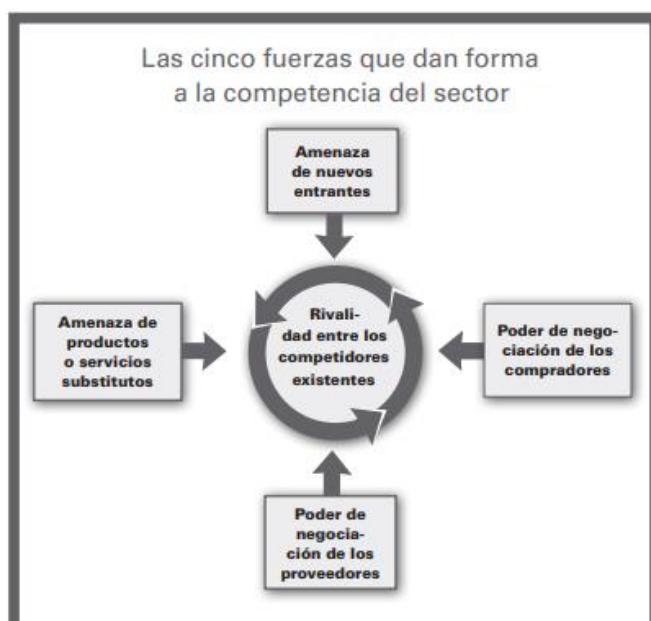 Las cinco fuerzas que dan forma
a la competencia del sector
Amenaza
de nuevos
entrantes
Amenaza de
productos
o servicios
substitutos
Rivali-
dad entre los
competidores
existentes
Poder de nego-
ciación de los
compradores
Poder de
negocia-
ción de los
proveedores